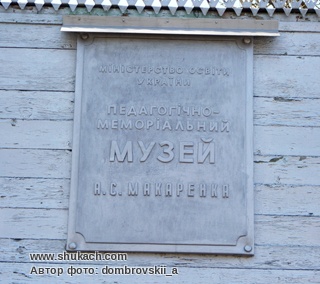 МІНІСТЕРСТВО ОСВІТИ
УКРАЇНИ
ПЕДАГОГІЧНО-
МЕМОРІАЛЬНИЙ
МУЗЕЙ
А.С. МАКАРЕНКА
www.shukach.com
Автор фото: dombrovskii_a